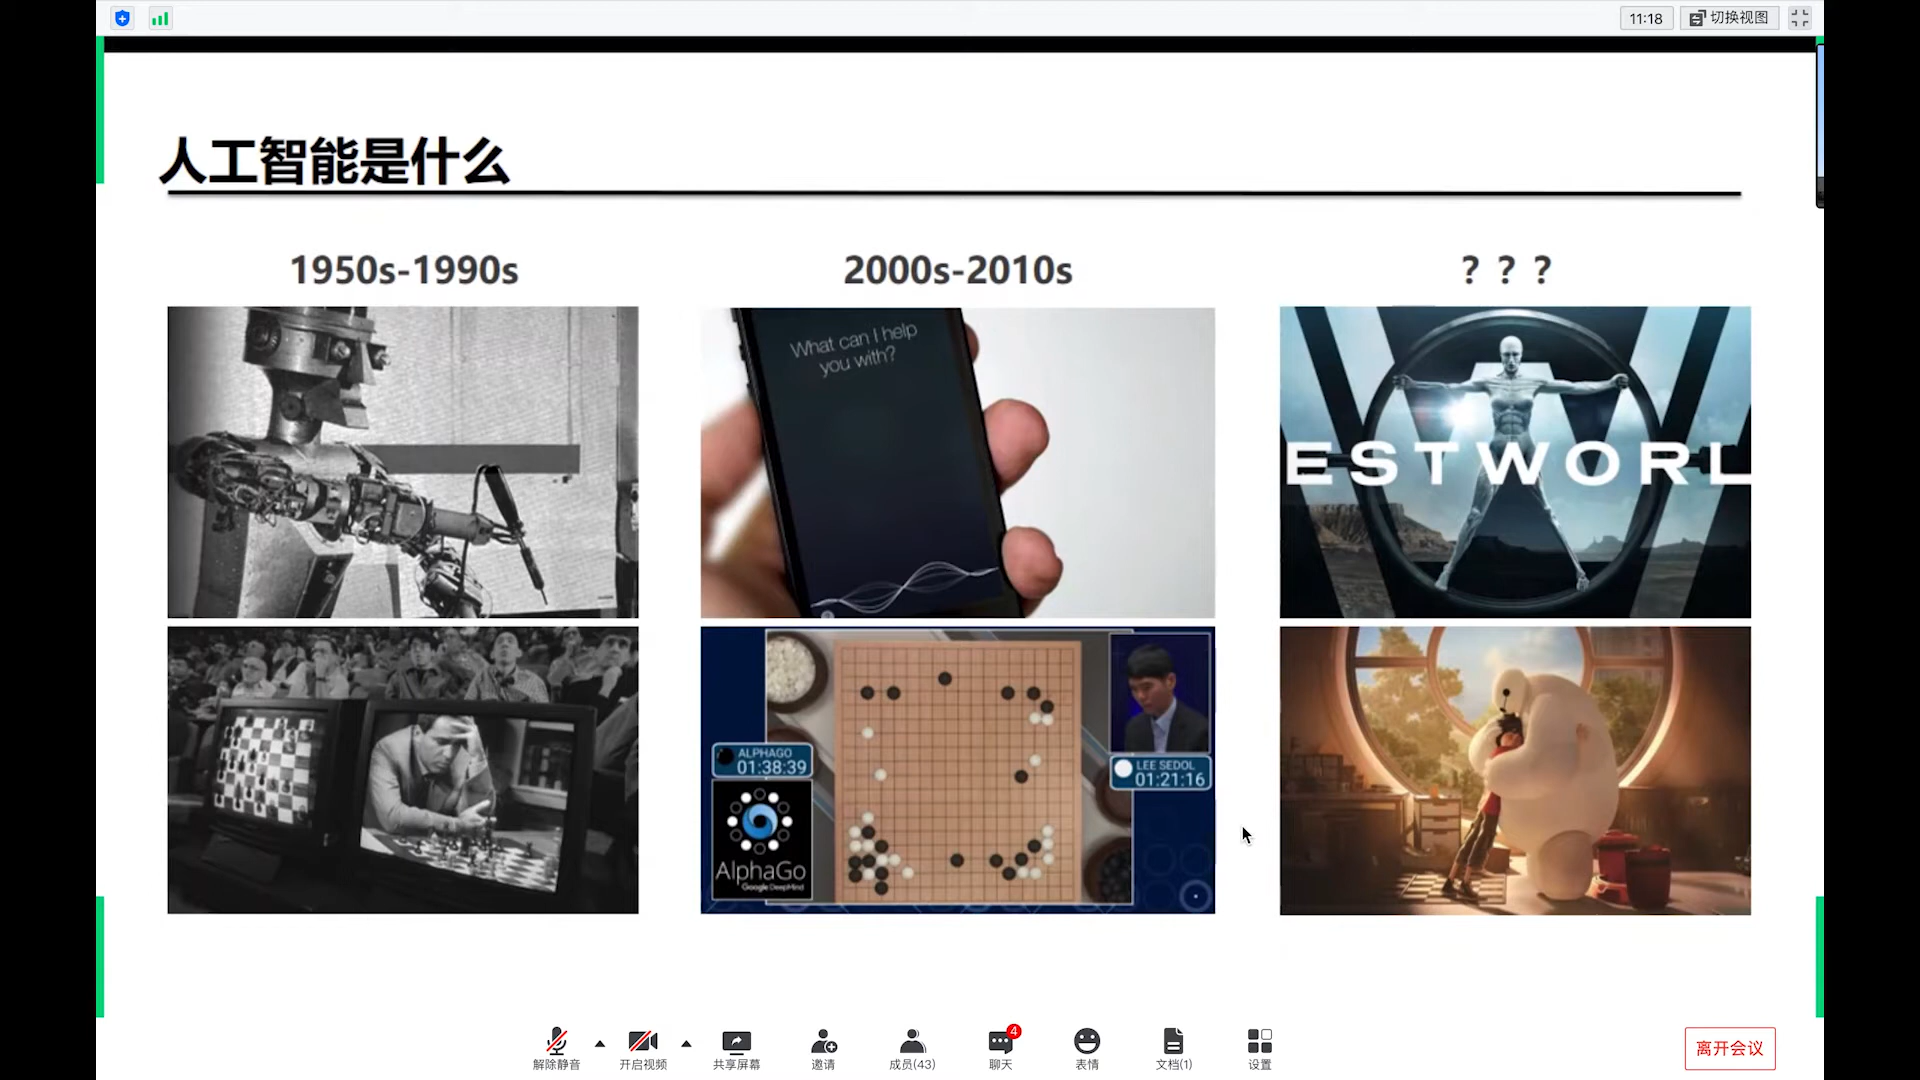 11:18
切换视图
人工智能是什么
1950s-1990s
2000s-2010s
? ? ?
What can I help
you with?
ESTWORL
ALPHAGO
01:38:39
LEE SEDOL
01:21:16
AlphaGo
Google DeepMind
解除静音
开启视频
共享屏幕
邀请
成员(43)
4
聊天
表情
文档(1)
设置
离开会议